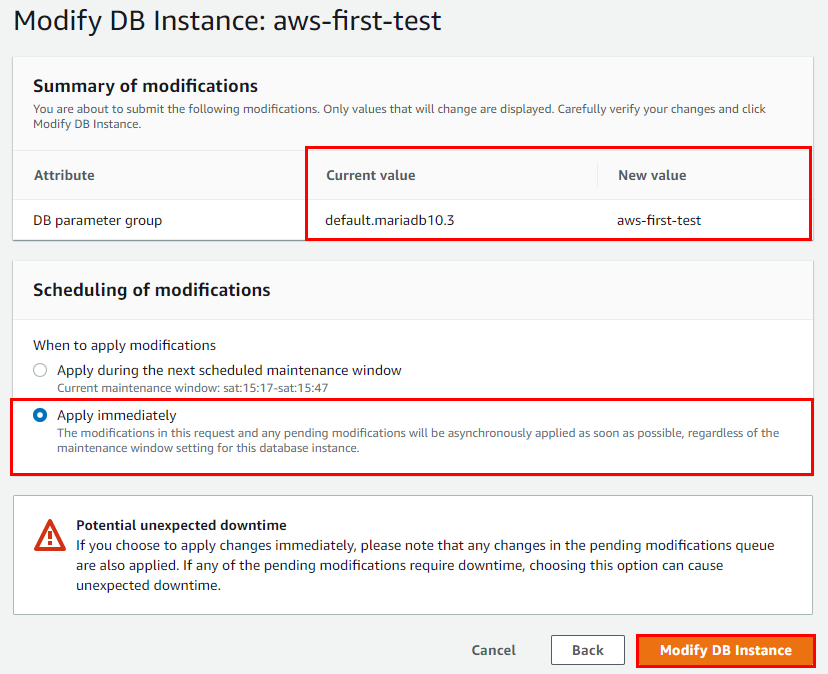 Modify DB Instance: aws-first-test
Summary of modifications
You are about to submit the following modifications. Only values that will change are displayed. Carefully verify your changes and click
Modify DB Instance.
Attribute Current value New value
DB parameter group default.mariadb10.3 aws-first-test
Scheduling of modifications
When to apply modifications
Apply during the next scheduled maintenance window
Current maintenance window: sat:15:17-sat:15:47
Apply immediately
The modifications in this request and any pending modifications will be asynchronously applied as soon as possible, regardless of the
maintenance window setting for this database instance.
Potential unexpected downtime
If you choose to apply changes immediately, please note that any changes in the pending modifications queue
are also applied. If any of the pending modifications require downtime, choosing this option can cause
unexpected downtime.
Cancel Back Modify DB Instance